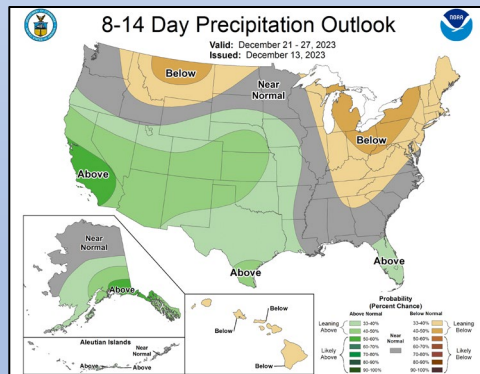 8-14 Day Precipitation Outlook
Valid: December 21 - 27, 2023
Issued: December 13, 2023
NOAA
Below
Near
Normal
Below
Above
Above
Above
Near
Normal
Above
Aleutian Islands
Near
Normal
Above
Above
Below
Below
Below
Probability
(Percent Chance)
Above Normal
Below Normal
Leaning
Above
Likely
Above
33-40%
40-50%
50-60%
60-70%
70-80%
80-90%
90-100%
Near
Normal
33-40%
40-50%
50-60%
60-70%
70-80%
80-90%
90-100%
Leaning
Below
Likely
Below